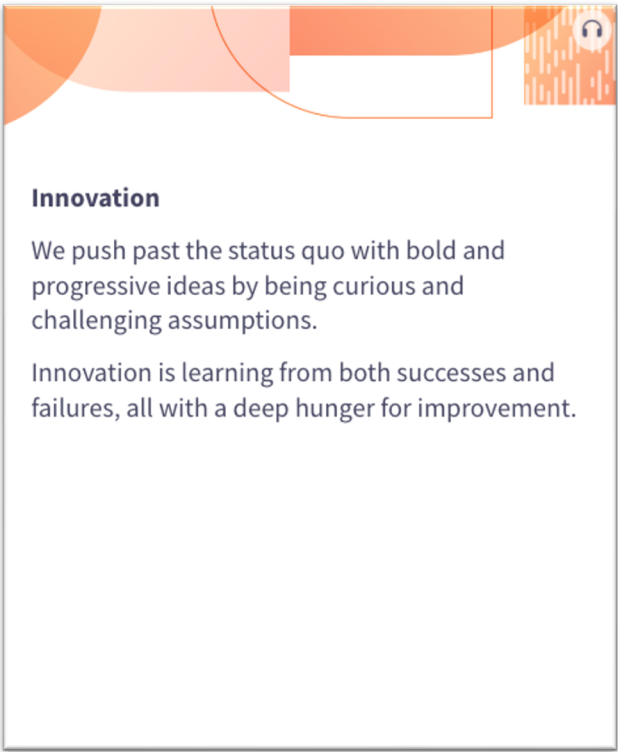 Innovation
We push past the status quo with bold and
progressive ideas by being curious and
challenging assumptions.
Innovation is learning from both successes and
failures, all with a deep hunger for improvement.